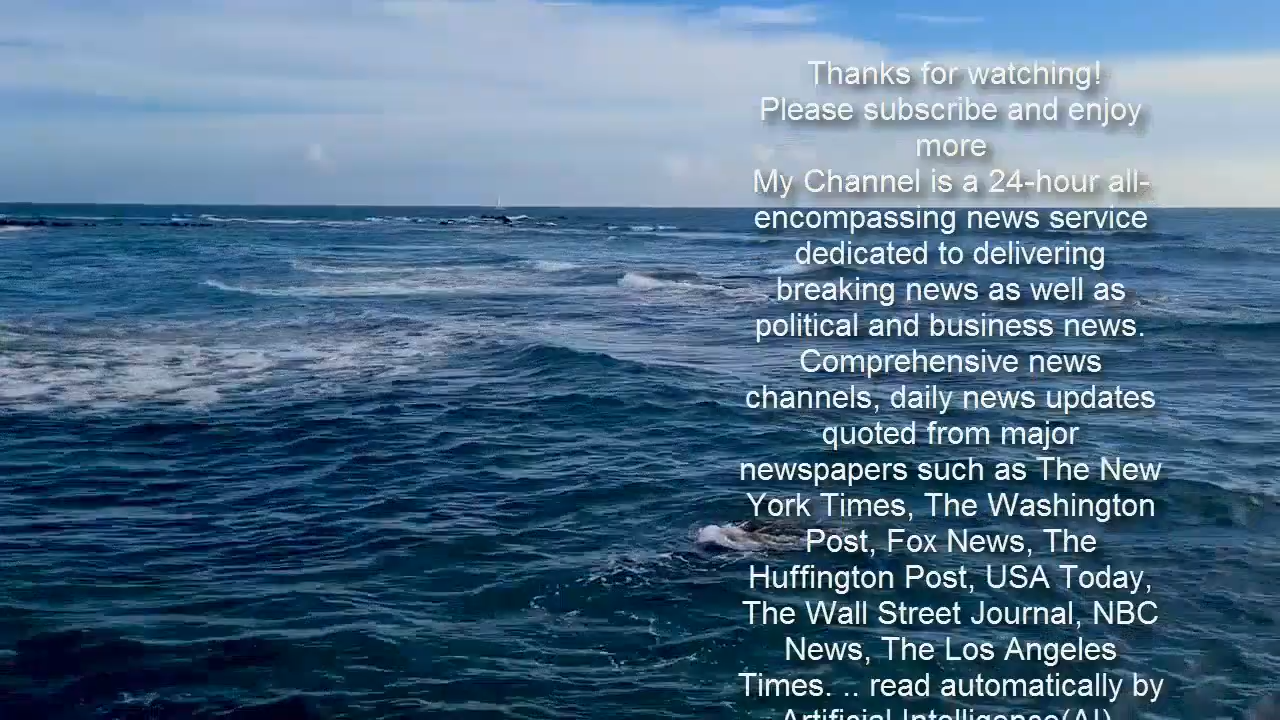 Thanks for watching!
Please subscribe and enjoy
more
My Channel is a 24-hour all-
encompassing news service
dedicated to delivering
breaking news as well as
political and business news.
Comprehensive news
channels, daily news updates
quoted from major
newspapers such as The New
York Times, The Washington
Post, Fox News, The
Huffington Post, USA Today,
The Wall Street Journal, NBC
News, The Los Angeles
Times. .. read automatically by
Artificial Intelligence(AI)